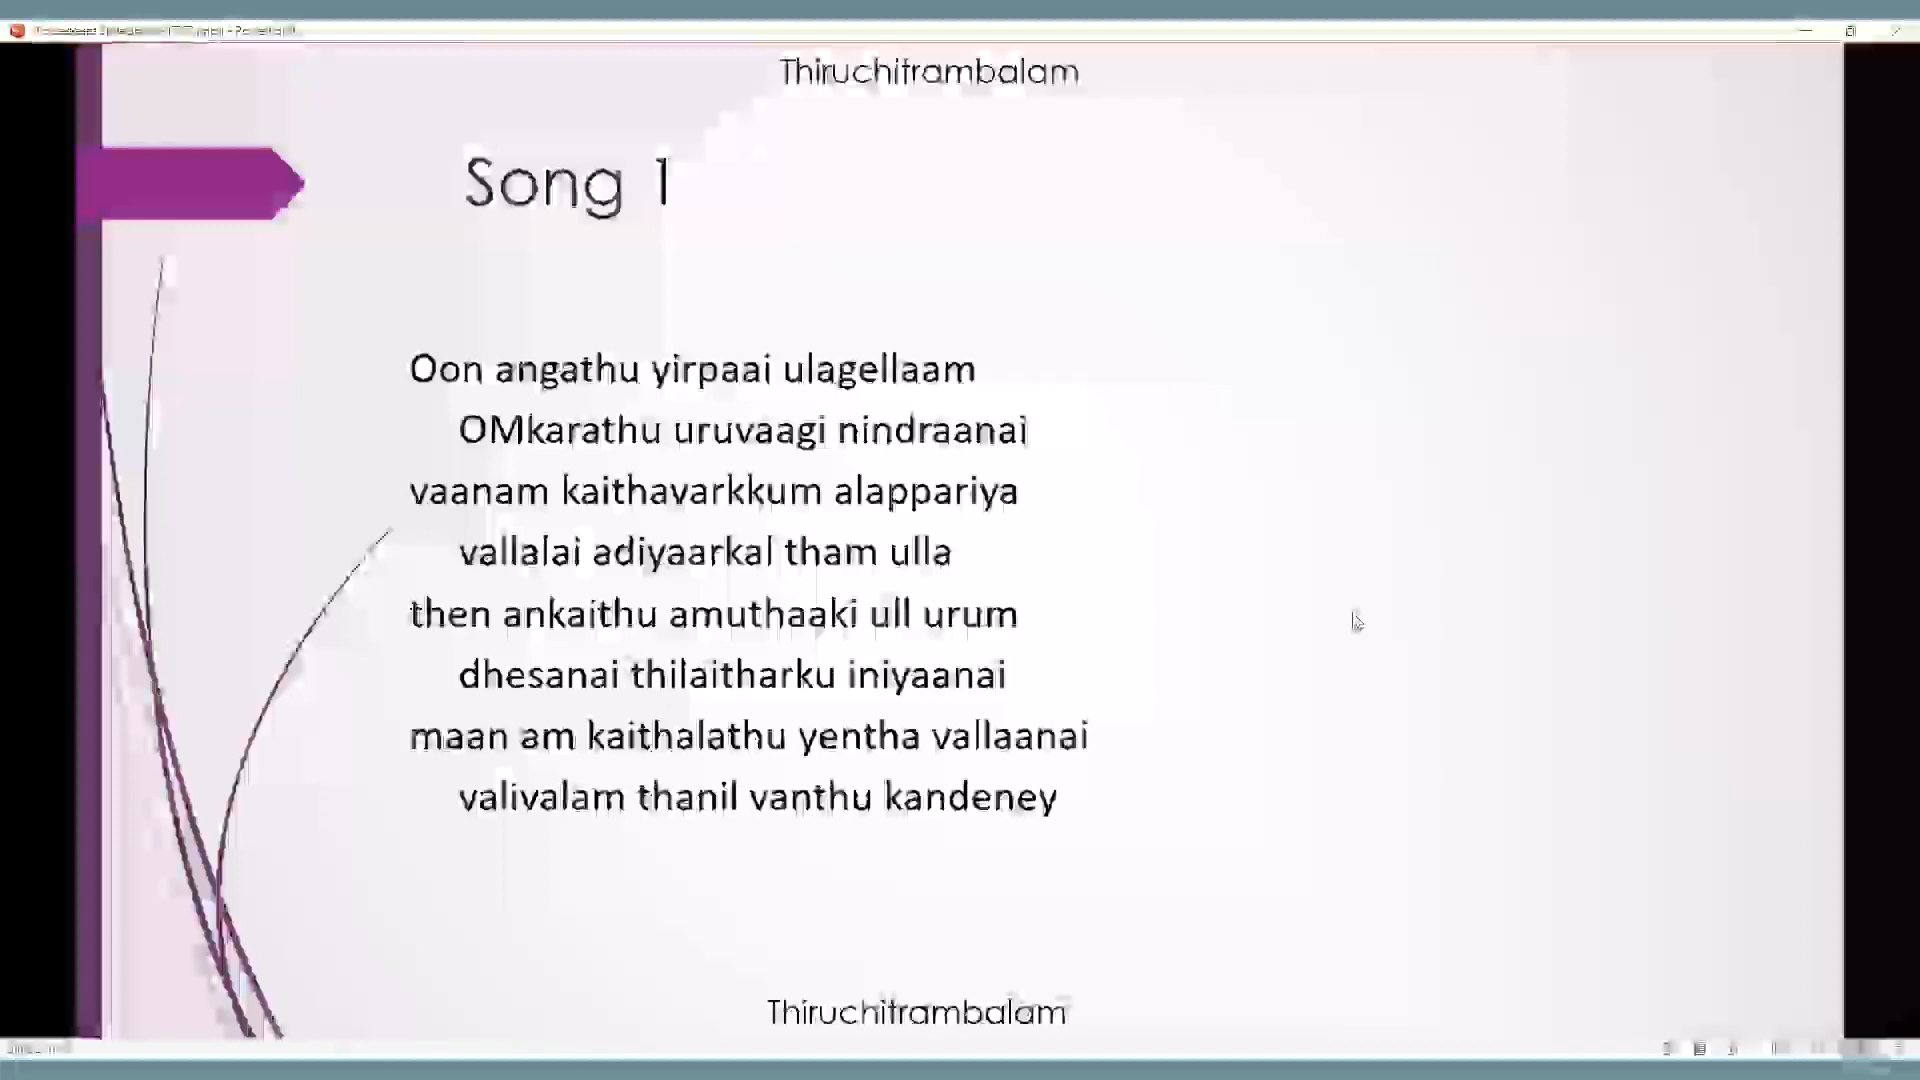 Thiruchitrambalam
Song 1
Oon angathu yirpaai ulagellaam
OMkarathu uruvaagi nindraanai
vaanam kaithavarkkum alappariya
vallalai adiyaarkal tham ulla
then ankaithu amuthaaki ull urum
dhesanai thilaitharku iniyaanai
maan am kaithalathu yentha vallaanai
valivalam thanil vanthu kandeney
Thiruchitrambalam